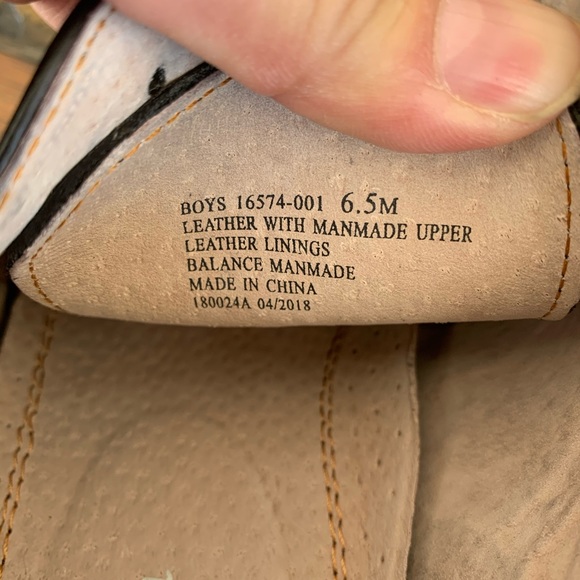 BOYS 16574-001 6.5M
LEATHER WITH MANMADE UPPER
LEATHER LININGS
BALANCE MANMADE
MADE IN CHINA
180024A 04/2018